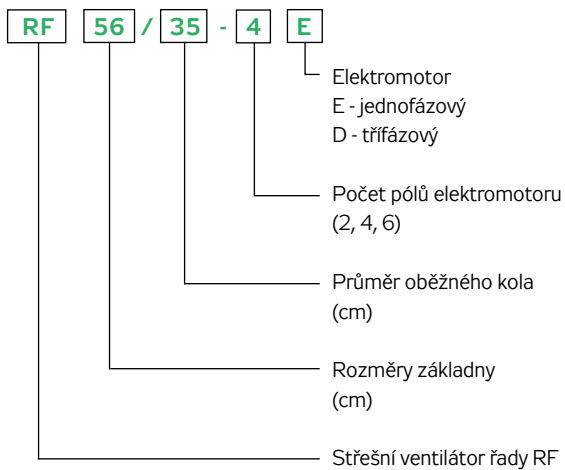 RF 56 / 35 - 4 E
Elektromotor
E - jednofázový
D - třífázový
Počet pólů elektromotoru
(2, 4, 6)
Průměr oběžného kola
(cm)
Rozměry základny
(cm)
Střešní ventilátor řady RF